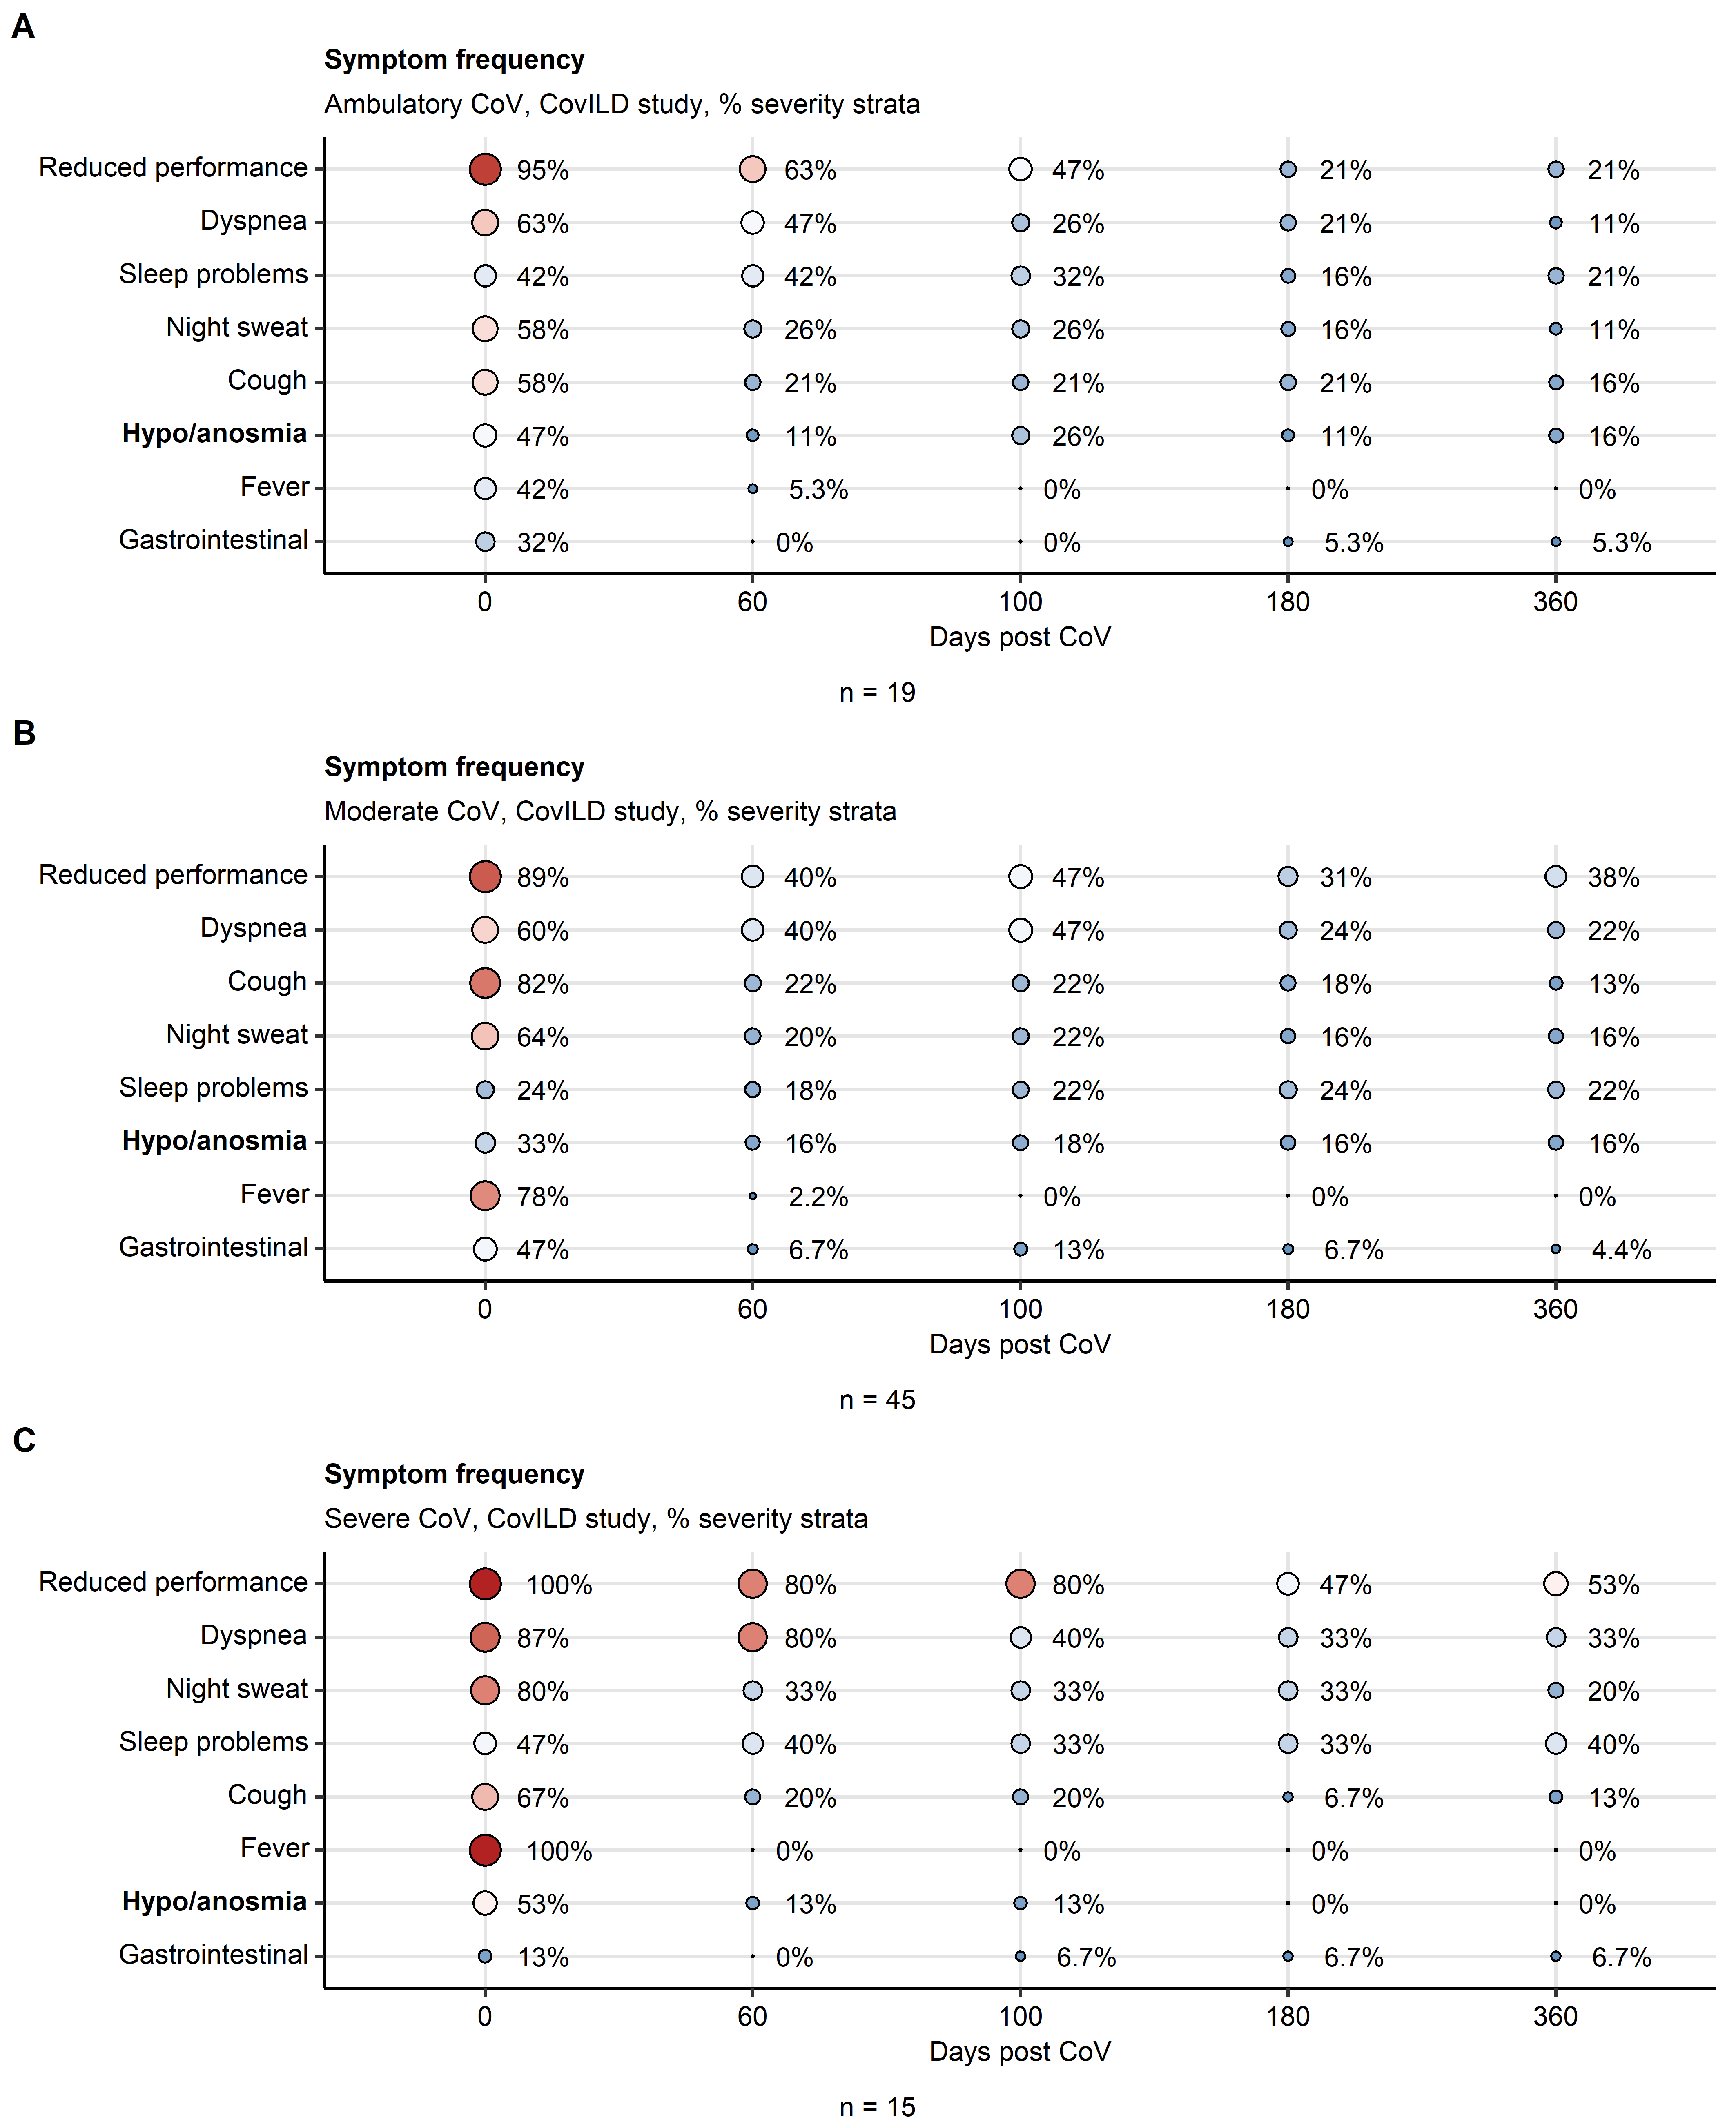 A
Symptom frequency
Ambulatory CoV, CovILD study, % severity strata
Reduced performance 95% 63% 47% 21% 21%
Dyspnea 63% 47% 26% 21% 11%
Sleep problems 42% 42% 32% 16% 21%
Night sweat 58% 26% 26% 16% 11%
Cough 58% 21% 21% 21% 16%
Hypo/anosmia 47% 11% 26% 11% 16%
Fever 42% 5.3% 0% 0% 0%
Gastrointestinal 32% 0% 0% 5.3% 5.3%
0 60 100 180 360
Days post CoV
n = 19
B
Symptom frequency
Moderate CoV, CovILD study, % severity strata
Reduced performance 89% 40% 47% 31% 38%
Dyspnea 60% 40% 47% 24% 22%
Cough 82% 22% 22% 18% 13%
Night sweat 64% 20% 22% 16% 16%
Sleep problems 24% 18% 22% 24% 22%
Hypo/anosmia 33% 16% 18% 16% 16%
Fever 78% 2.2% 0% 0% 0%
Gastrointestinal 47% 6.7% 13% 6.7% 4.4%
0 60 100 180 360
Days post CoV
n = 45
C
Symptom frequency
Severe CoV, CovILD study, % severity strata
Reduced performance 100% 80% 80% 47% 53%
Dyspnea 87% 80% 40% 33% 33%
Night sweat 80% 33% 33% 33% 20%
Sleep problems 47% 40% 33% 33% 40%
Cough 67% 20% 20% 6.7% 13%
Fever 100% 0% 0% 0% 0%
Hypo/anosmia 53% 13% 13% 0% 0%
Gastrointestinal 13% 0% 6.7% 6.7% 6.7%
0 60 100 180 360
Days post CoV
n = 15